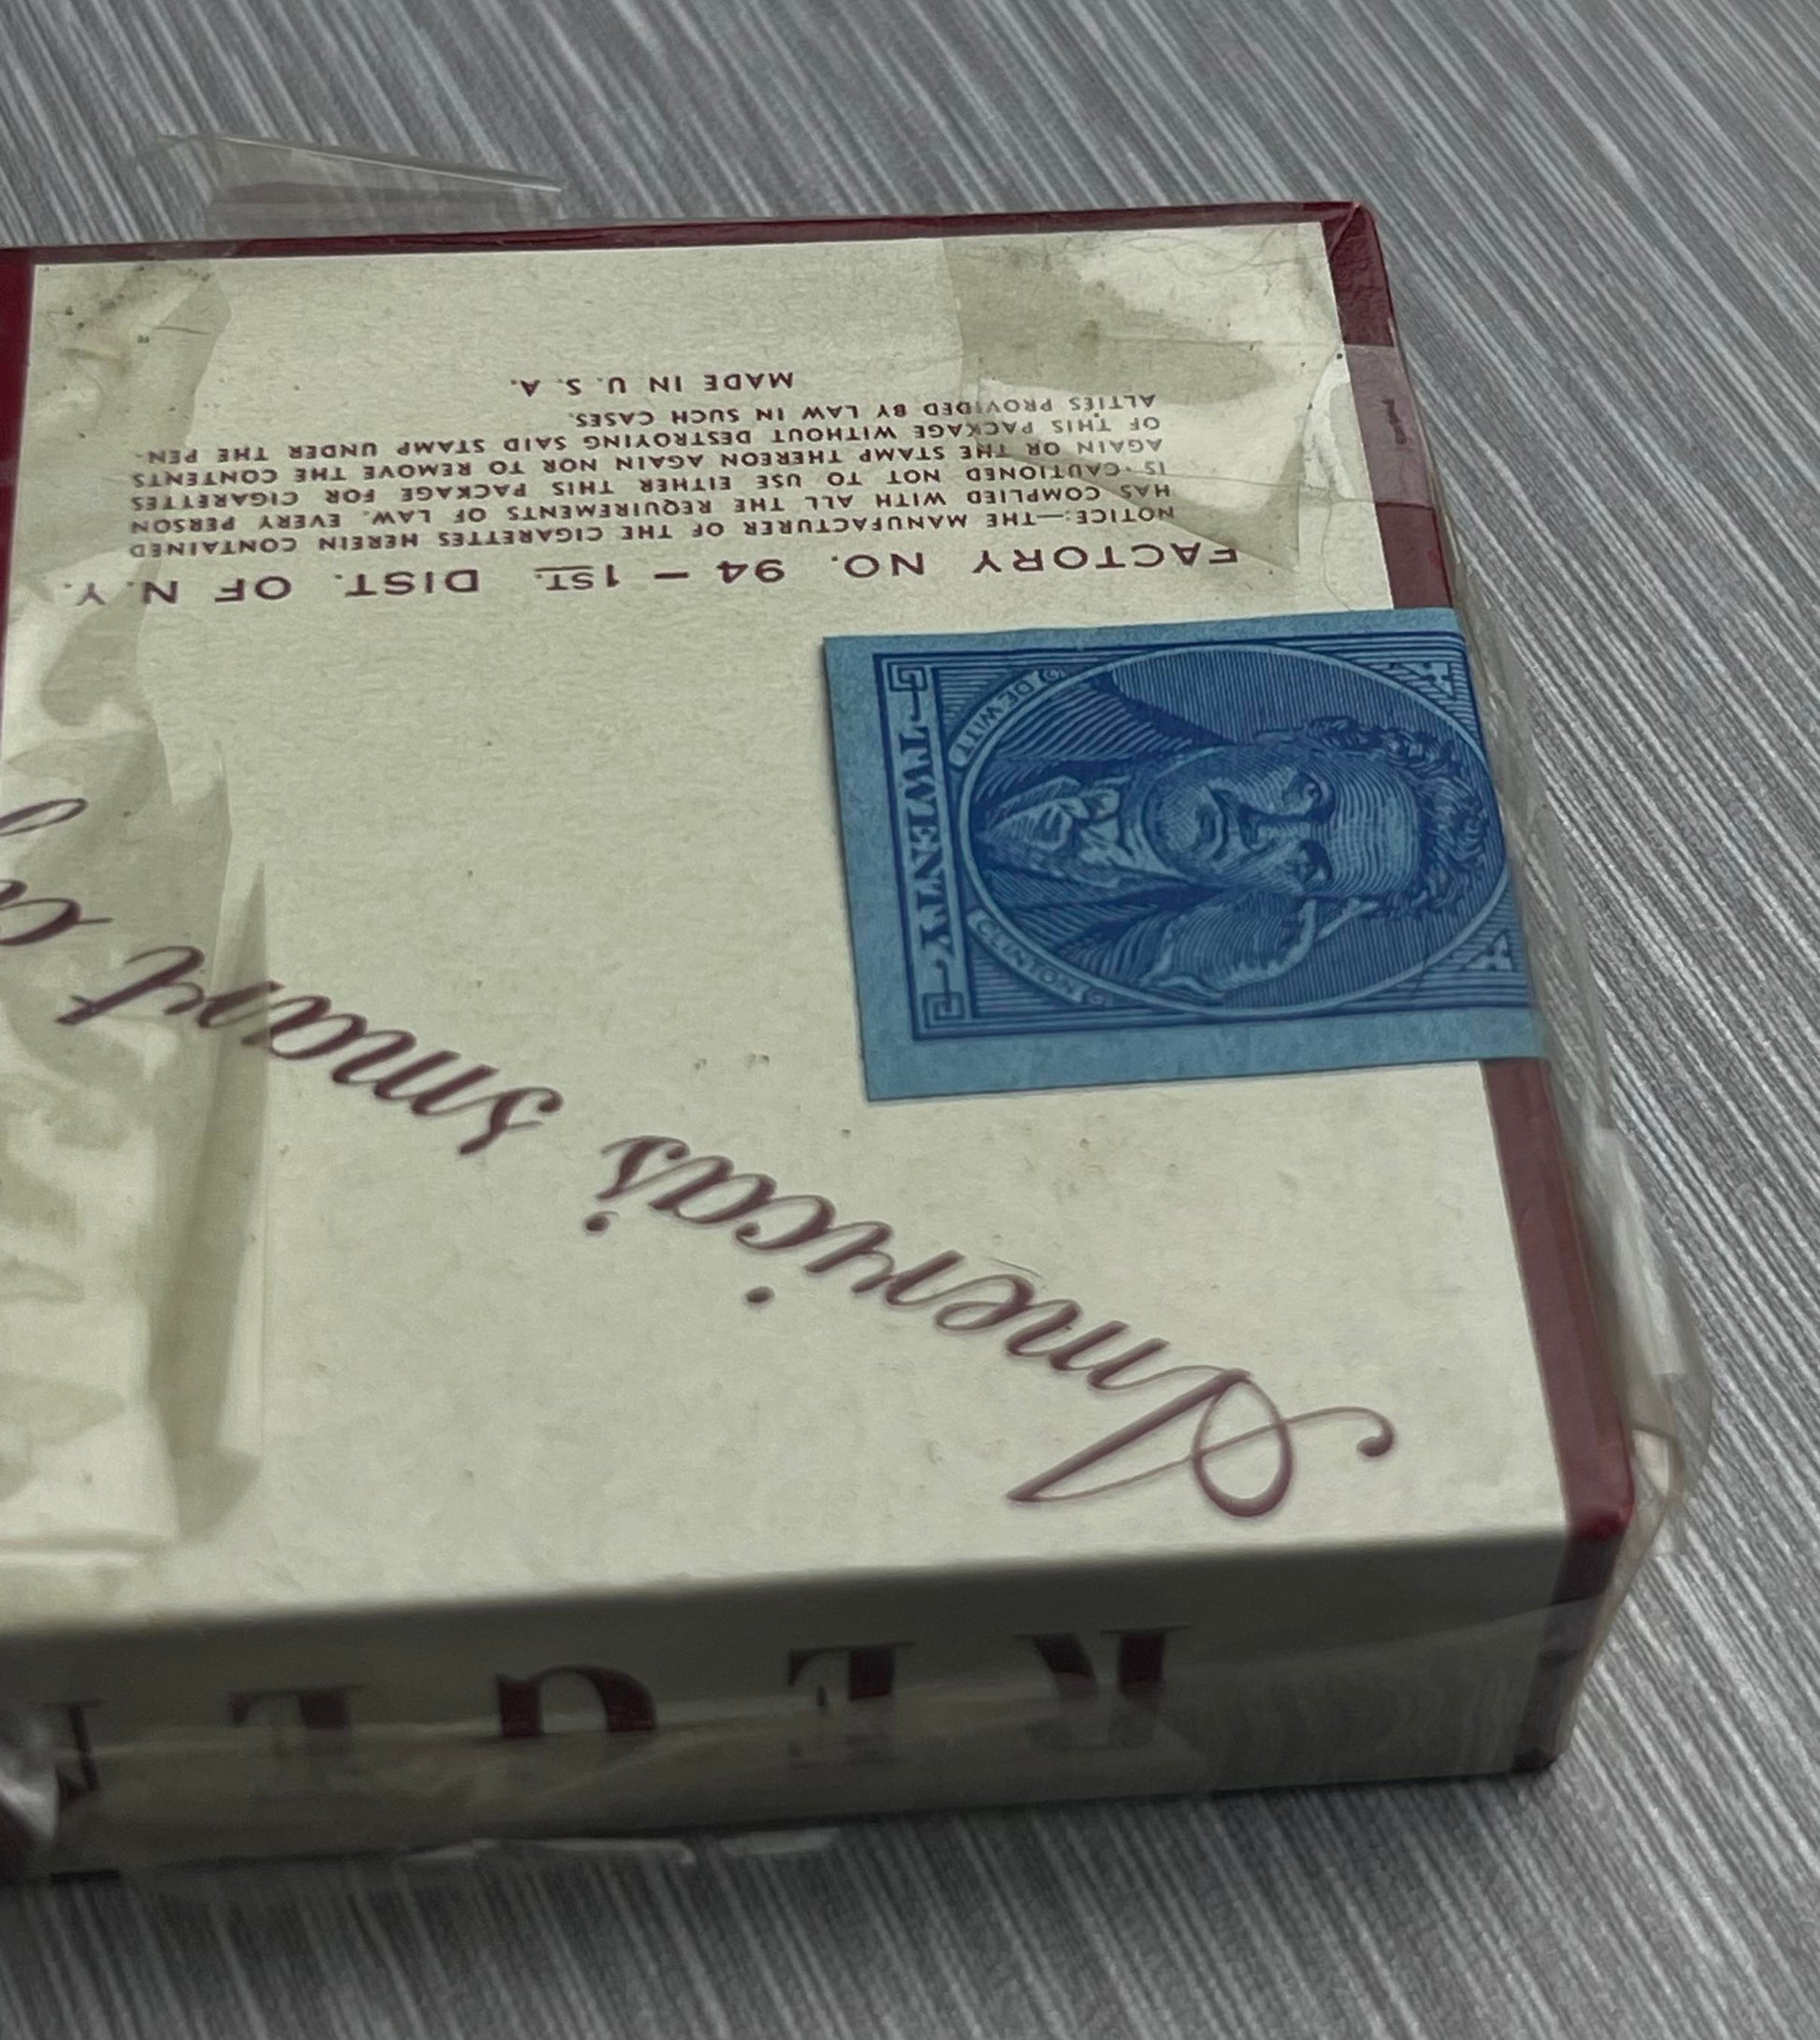 America's smart c
TWENTY
DE WITT
CLINTON
FACTORY NO. 94 – 1ST. DIST. OF N.Y.
NOTICE:—THE MANUFACTURER OF THE CIGARETTES HEREIN CONTAINED
HAS COMPLIED WITH ALL THE REQUIREMENTS OF LAW. EVERY PERSON
IS CAUTIONED NOT TO USE EITHER THIS PACKAGE FOR CIGARETTES
AGAIN OR THE STAMP THEREON AGAIN NOR TO REMOVE THE CONTENTS
OF THIS PACKAGE WITHOUT DESTROYING SAID STAMP UNDER THE PEN-
ALTIES PROVIDED BY LAW IN SUCH CASES.
MADE IN U. S. A.